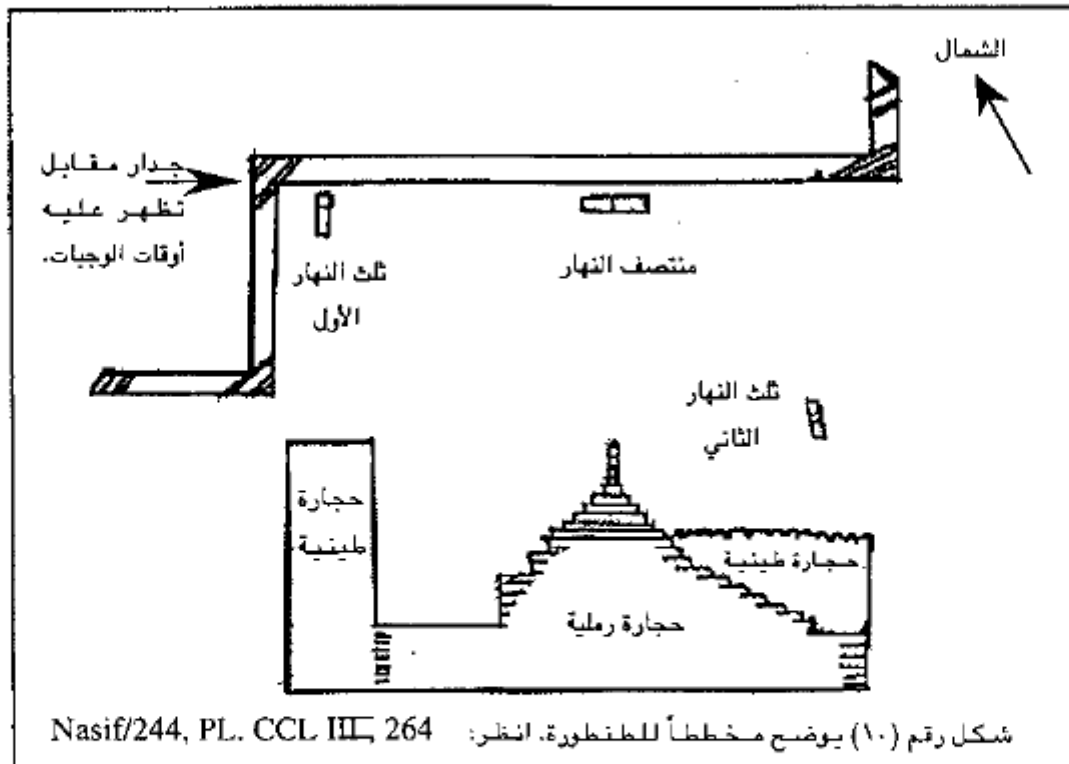 الشمال
جدار مقابل
تظهر عليه
أوقات الوجبات.
ثلث النهار
الأول
منتصف النهار
ثلث النهار
الثاني
حجارة
طينية
حجارة طينية
حجارة رملية
شكل رقم (١٠) يوضح مخططاً للطنطورة. انظر: Nasif/244, PL. CCL III, 264